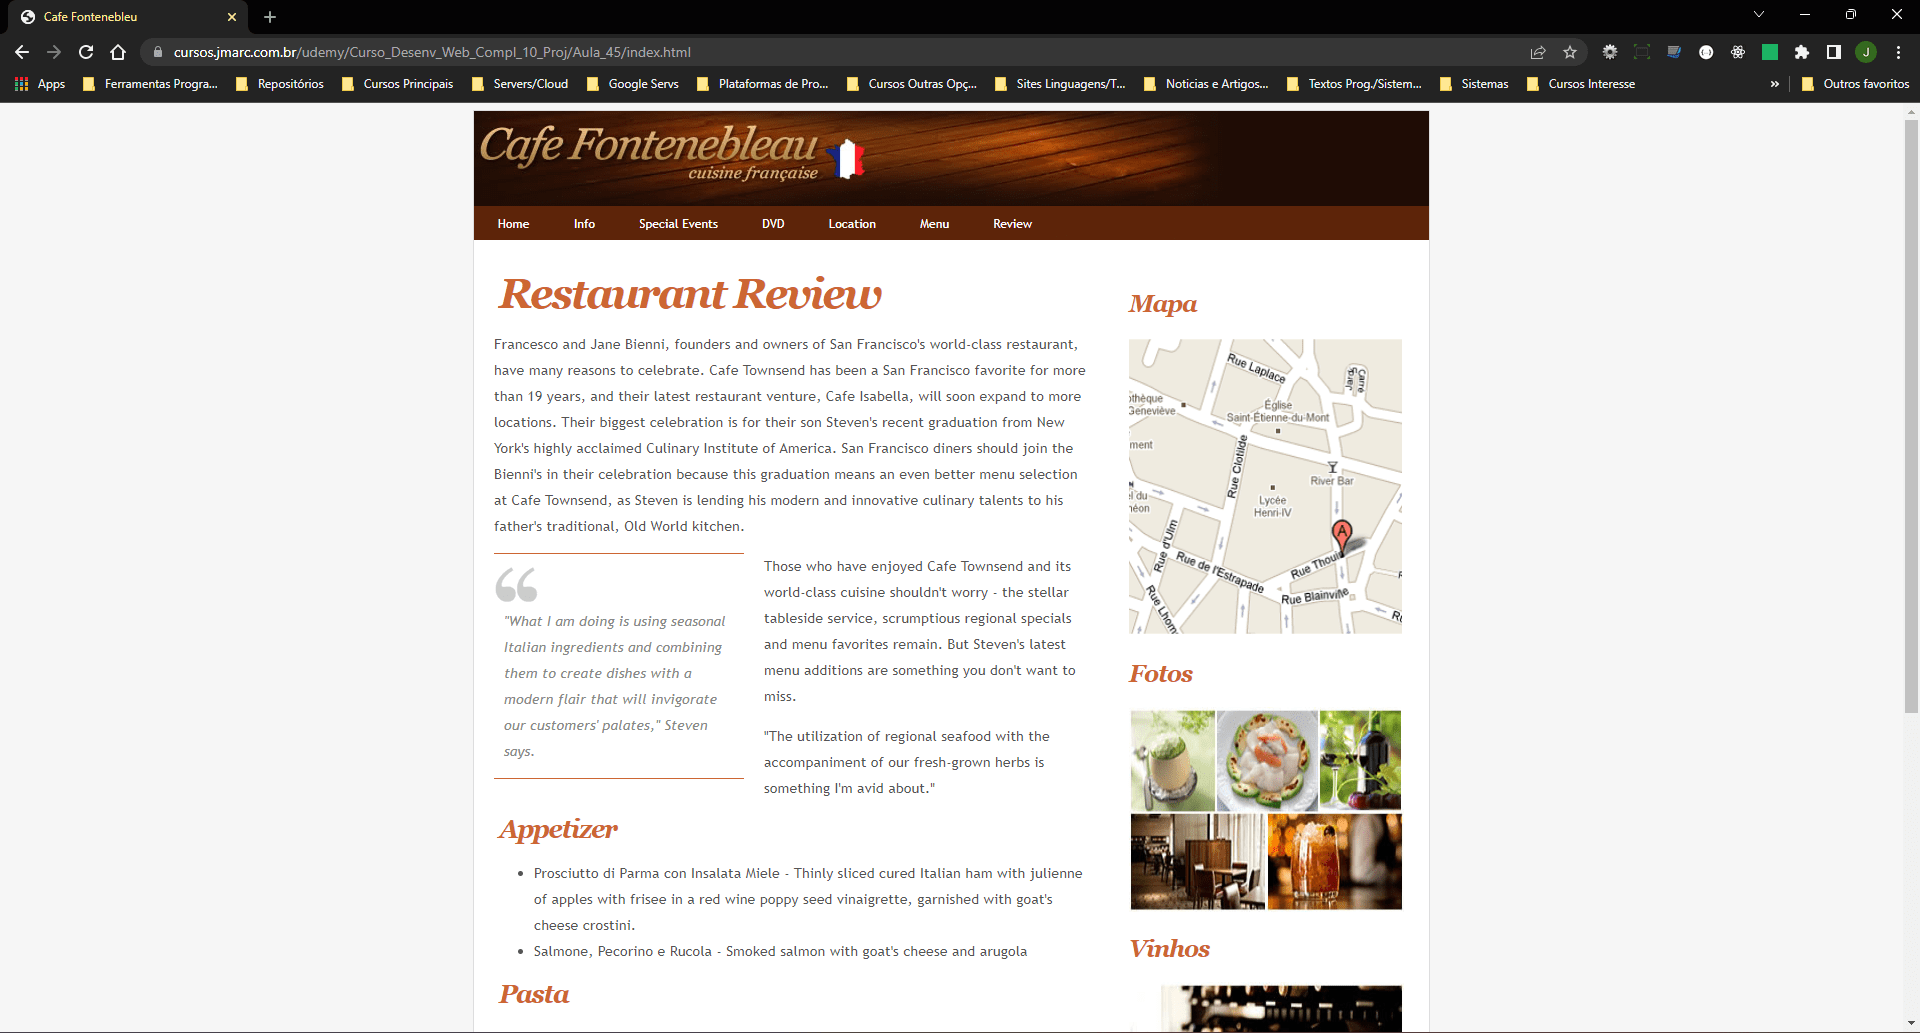 Cafe Fontenebleu
cursos.jmarc.com.br/udemy/Curso_Desenv_Web_Compl_10_Proj/Aula_45/index.html
J
Apps
Ferramentas Progra...
Repositórios
Cursos Principais
Servers/Cloud
Google Servs
Plataformas de Pro...
Cursos Outras Opç...
Sites Linguagens/T...
Noticias e Artigos...
Textos Prog./Sistem...
Sistemas
Cursos Interesse
»
Outros favoritos
Cafe Fontenebleau
cuisine française
Home
Info
Special Events
DVD
Location
Menu
Review
Restaurant Review
Francesco and Jane Bienni, founders and owners of San Francisco's world-class restaurant,
have many reasons to celebrate. Cafe Townsend has been a San Francisco favorite for more
than 19 years, and their latest restaurant venture, Cafe Isabella, will soon expand to more
locations. Their biggest celebration is for their son Steven's recent graduation from New
York's highly acclaimed Culinary Institute of America. San Francisco diners should join the
Bienni's in their celebration because this graduation means an even better menu selection
at Cafe Townsend, as Steven is lending his modern and innovative culinary talents to his
father's traditional, Old World kitchen.
“
"What I am doing is using seasonal
Italian ingredients and combining
them to create dishes with a
modern flair that will invigorate
our customers' palates," Steven
says.
Those who have enjoyed Cafe Townsend and its
world-class cuisine shouldn't worry - the stellar
tableside service, scrumptious regional specials
and menu favorites remain. But Steven's latest
menu additions are something you don't want to
miss.
"The utilization of regional seafood with the
accompaniment of our fresh-grown herbs is
something I'm avid about."
Appetizer
• Prosciutto di Parma con Insalata Miele - Thinly sliced cured Italian ham with julienne
of apples with frisee in a red wine poppy seed vinaigrette, garnished with goat's
cheese crostini.
• Salmone, Pecorino e Rucola - Smoked salmon with goat's cheese and arugola
Pasta
Mapa
Rue Laplace
Carré
othèque
Geneviève
Église
Saint-Étienne-du-Mont
ment
Rue Clotilde
River Bar
el du
héon
Lycée
Henri-IV
A
Rue d'Ulm
Rue Thouin
Rue de l'Estrapade
Rue Blainville
Rue Lhom
Fotos
Vinhos